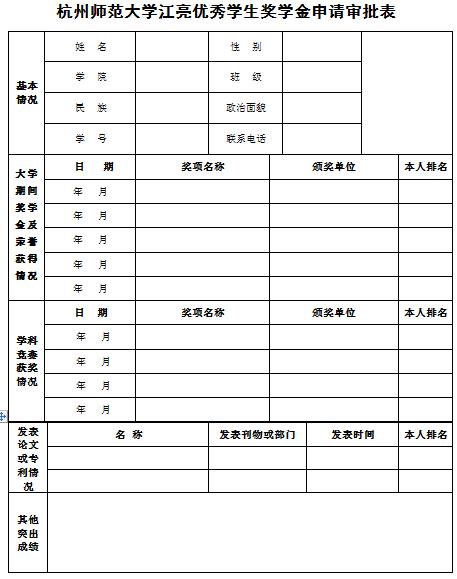 杭州师范大学江亮优秀学生奖学金申请审批表
基本
情况
姓 名
性 别
学 院
班 级
民 族
政治面貌
学 号
联系电话
大学
期间
奖学
金及
荣誉
获得
情况
日 期
奖项名称
颁奖单位
本人排名
年 月
年 月
年 月
年 月
年 月
学科
竞赛
获奖
情况
日 期
奖项名称
颁奖单位
本人排名
年 月
年 月
年 月
年 月
发表
论文
或专
利情
况
名 称
发表刊物或部门
发表时间
本人排名
其他
突出
成绩